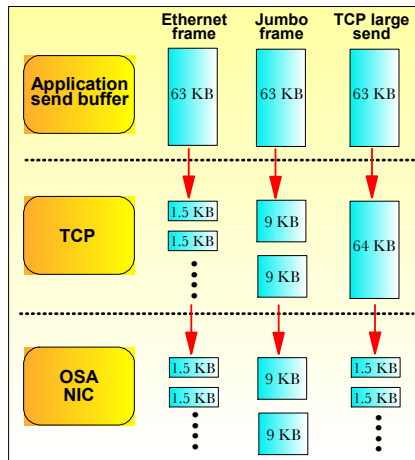 Ethernet frame
Jumbo frame
TCP large send
Application send buffer
63 KB
63 KB
63 KB
TCP
1.5 KB
1.5 KB
9 KB
9 KB
64 KB
OSA NIC
1.5 KB
1.5 KB
9 KB
9 KB
1.5 KB
1.5 KB